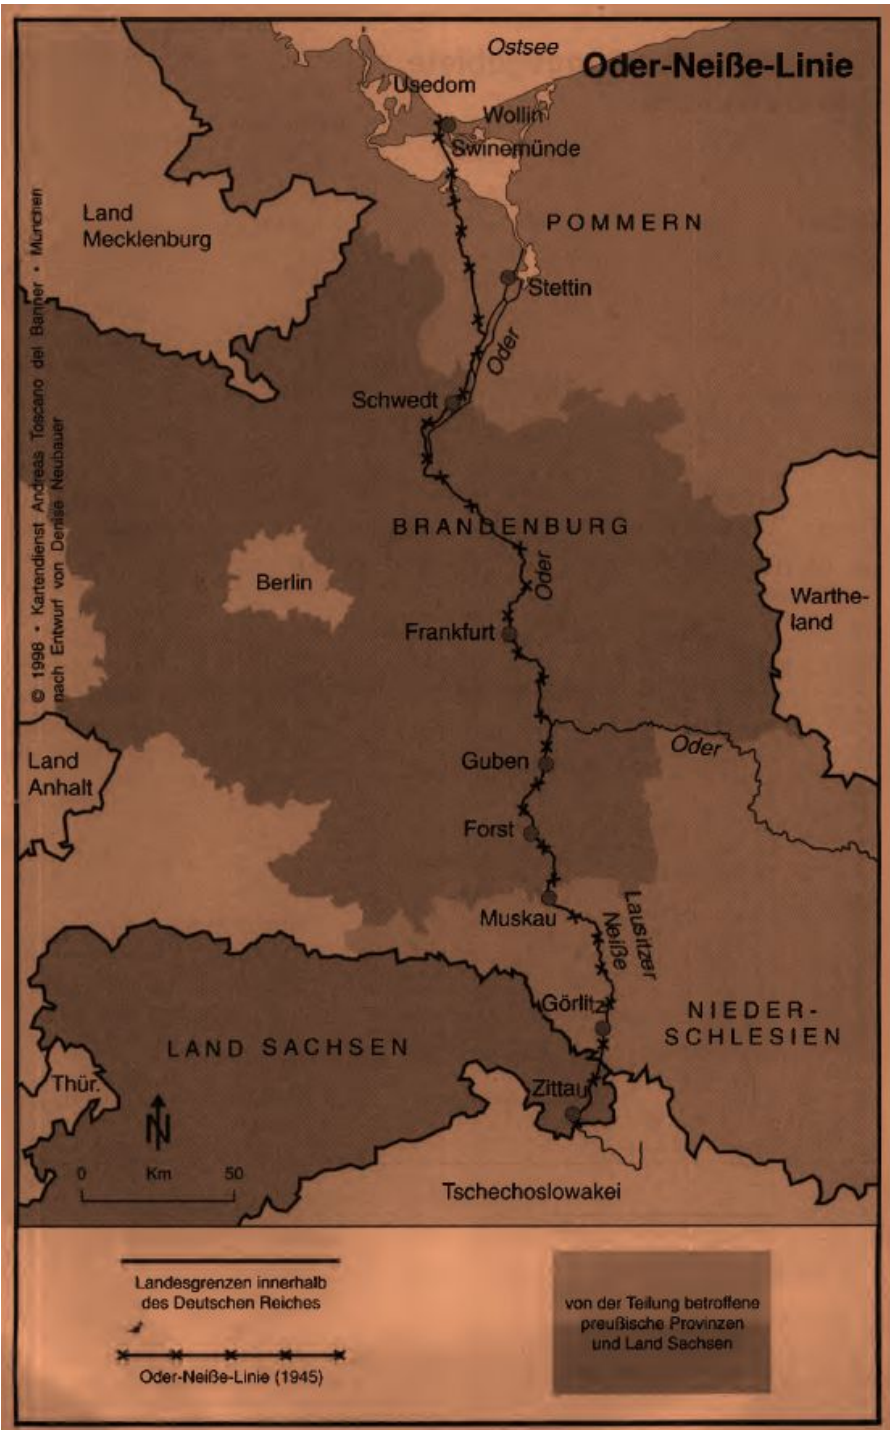 Oder-Neiße-Linie
Ostsee
Usedom
Wollin
Swinemünde
Land
Mecklenburg
POMMERN
Stettin
Oder
Schwedt
BRANDENBURG
Berlin
Oder
Frankfurt
Warthe-
land
Land
Anhalt
Guben
Oder
Forst
Muskau
Lausitzer
Neiße
Görlitz
NIEDER-
SCHLESIEN
LAND SACHSEN
Thür.
Zittau
N
0 Km 50
Tschechoslowakei
© 1998 • Kartendienst Andreas Toscano del Banner • München
nach Entwurf von Denise Neubauer
Landesgrenzen innerhalb
des Deutschen Reiches
Oder-Neiße-Linie (1945)
von der Teilung betroffene
preußische Provinzen
und Land Sachsen